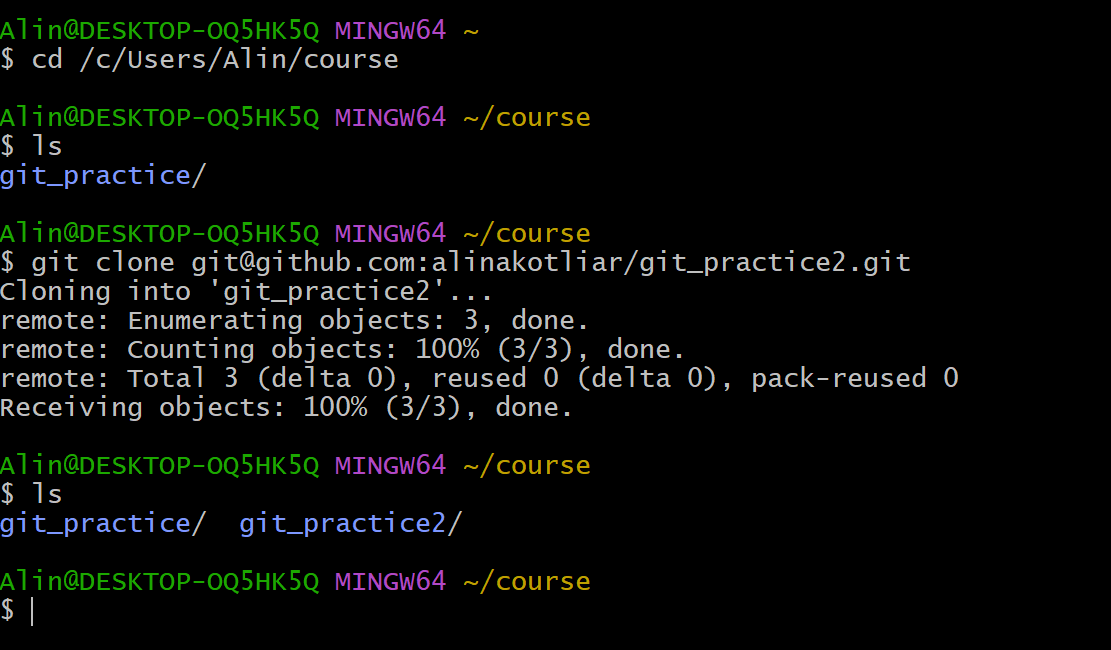 Alin@DESKTOP-OQ5HK5Q MINGW64 ~
$ cd /c/Users/Alin/course
Alin@DESKTOP-OQ5HK5Q MINGW64 ~/course
$ ls
git_practice/
Alin@DESKTOP-OQ5HK5Q MINGW64 ~/course
$ git clone git@github.com:alinakotliar/git_practice2.git
Cloning into 'git_practice2'...
remote: Enumerating objects: 3, done.
remote: Counting objects: 100% (3/3), done.
remote: Total 3 (delta 0), reused 0 (delta 0), pack-reused 0
Receiving objects: 100% (3/3), done.
Alin@DESKTOP-OQ5HK5Q MINGW64 ~/course
$ ls
git_practice/  git_practice2/
Alin@DESKTOP-OQ5HK5Q MINGW64 ~/course
$